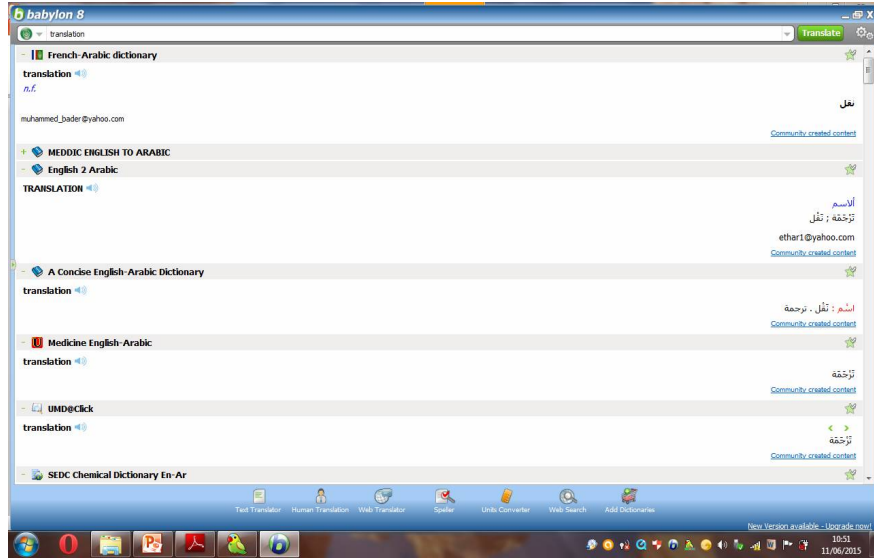 babylon 8
translation
Translate
French-Arabic dictionary
translation
n,f.
نقل
muhammed_bader@yahoo.com
Community created content
MEDDIC ENGLISH TO ARABIC
English 2 Arabic
TRANSLATION
ألاسم
تَرْجَمَة ; نَقْل
ethar1@yahoo.com
Community created content
A Concise English-Arabic Dictionary
translation
اسْم : نَقْل . ترجمة
Community created content
Medicine English-Arabic
translation
تَرْجَمَة
Community created content
UMD@Click
translation
< >
تَرْجَمَة
Community created content
SEDC Chemical Dictionary En-Ar
Text Translator Human Translation Web Translator Speller Units Converter Web Search Add Dictionaries
New Version available - Upgrade now!
10:51
11/06/2015